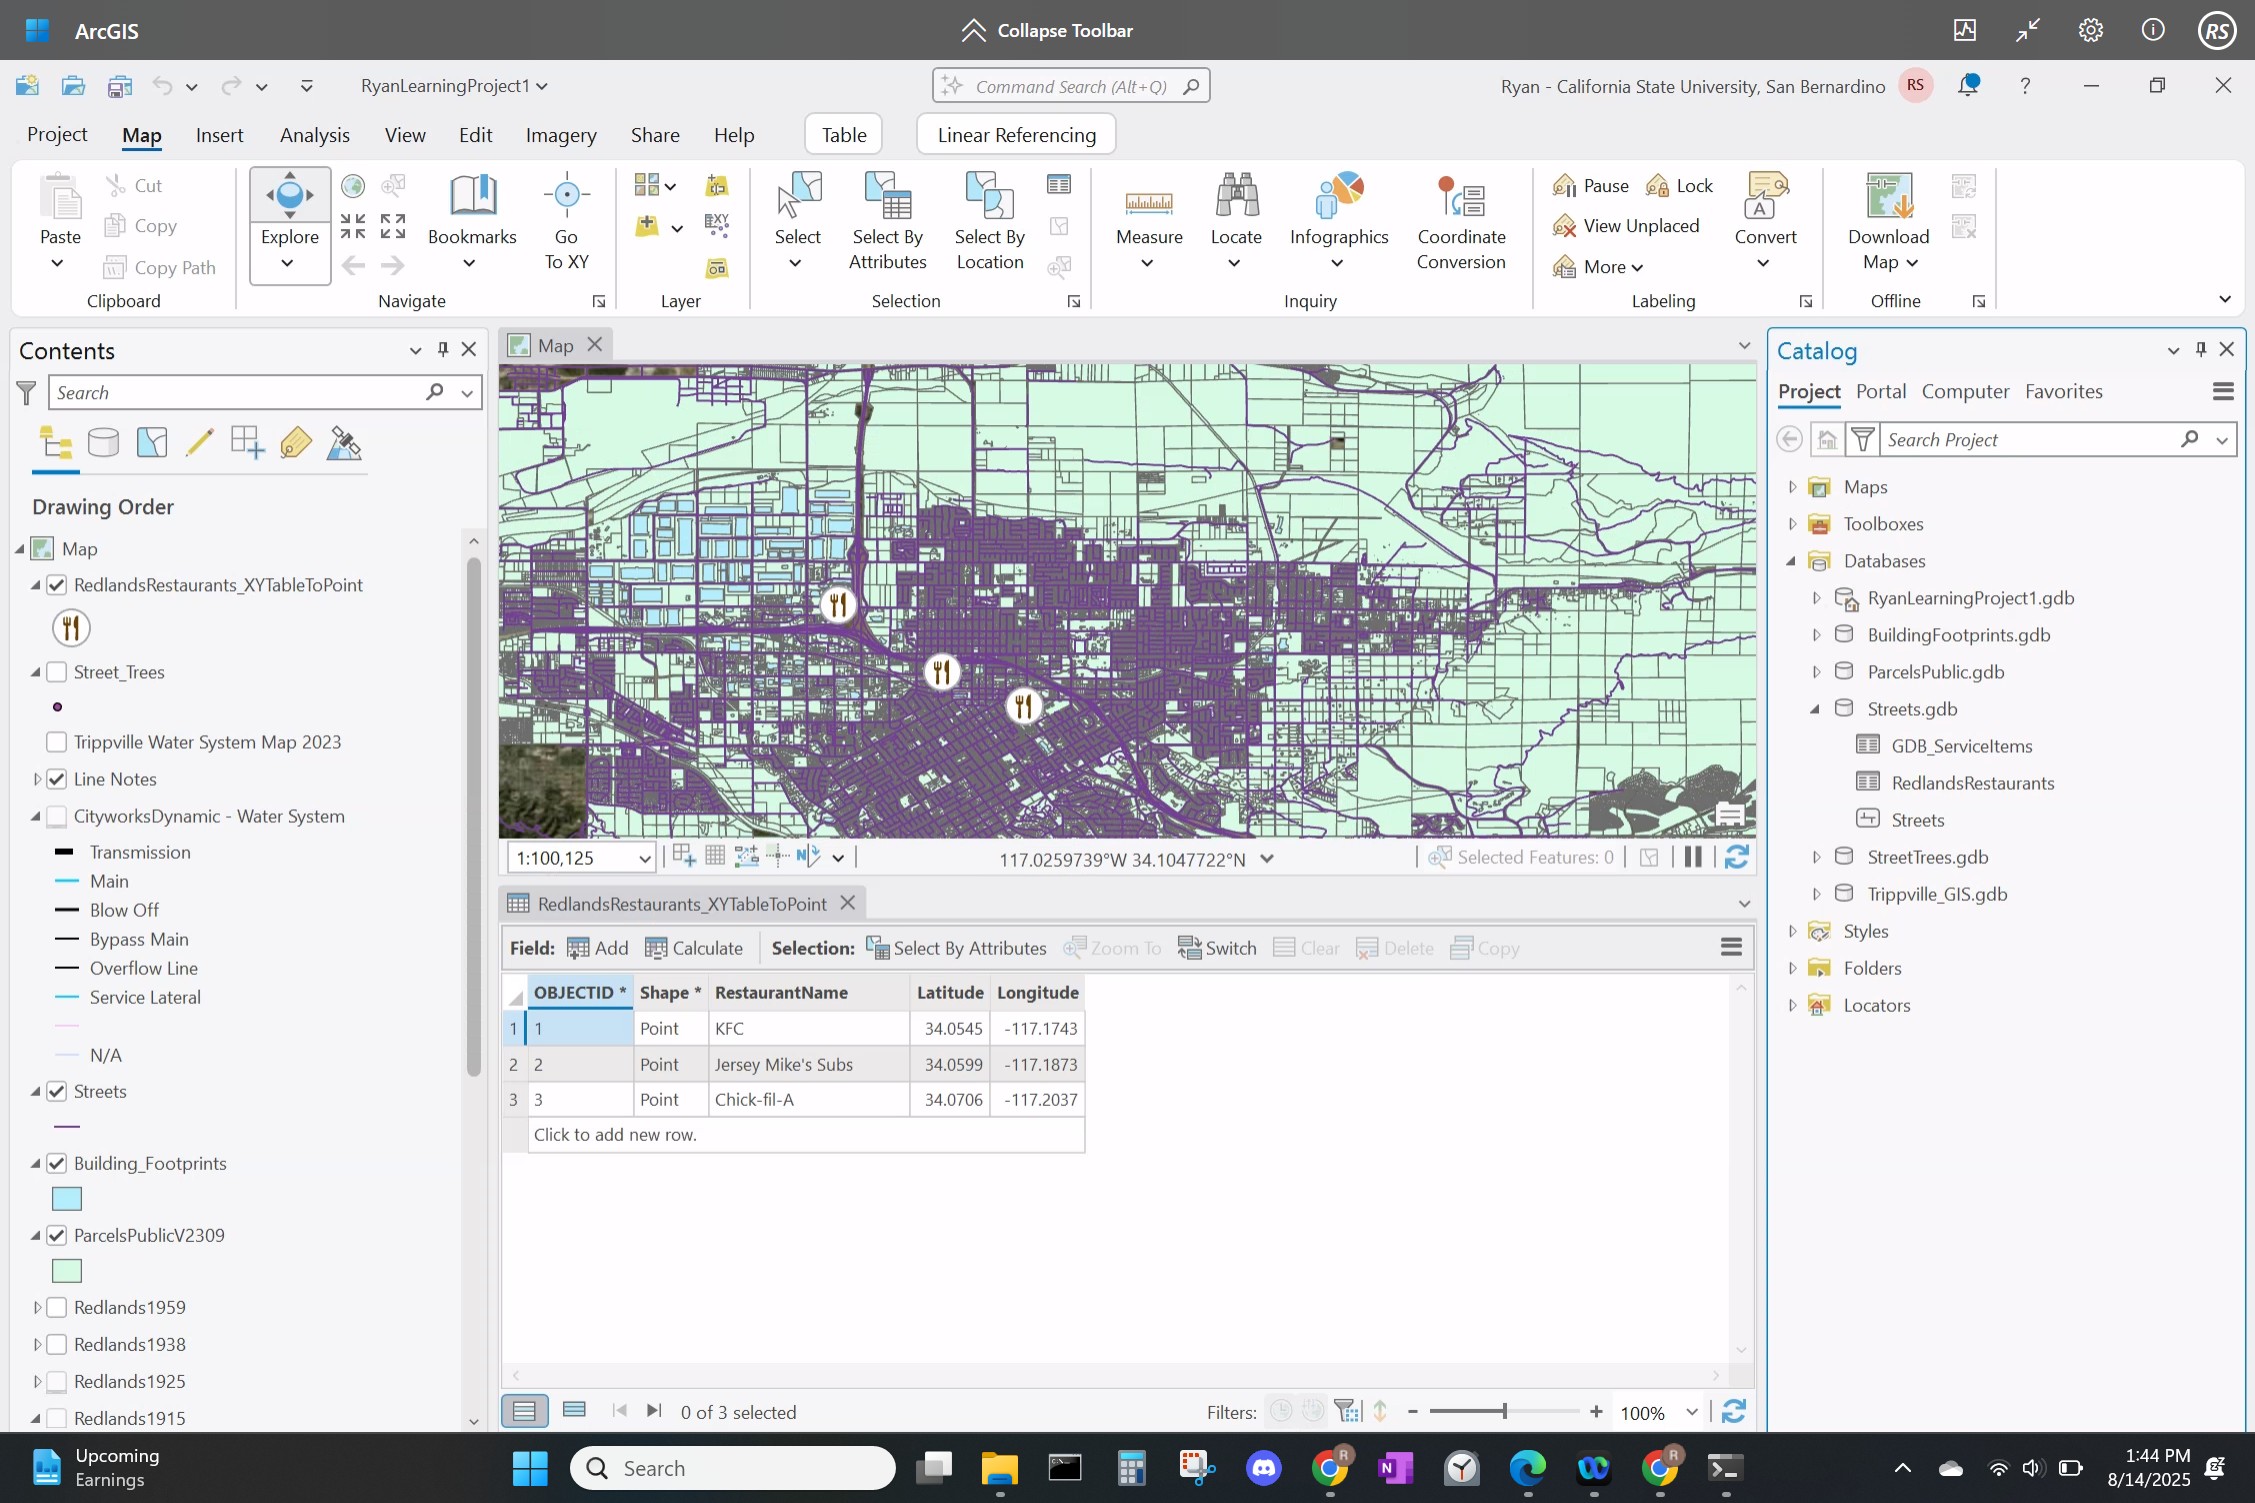 ArcGIS
Collapse Toolbar
RS
RyanLearningProject1
Command Search (Alt+Q)
Ryan - California State University, San Bernardino
RS
?
Project
Map
Insert
Analysis
View
Edit
Imagery
Share
Help
Table
Linear Referencing
Paste
Cut
Copy
Copy Path
Clipboard
Explore
Bookmarks
Go
To XY
Navigate
Layer
Select
Select By
Attributes
Select By
Location
Selection
Measure
Locate
Infographics
Coordinate
Conversion
Inquiry
Pause
Lock
View Unplaced
More
Convert
Labeling
Download
Map
Offline
Contents
Search
Drawing Order
Map
RedlandsRestaurants_XYTableToPoint
Street_Trees
Trippville Water System Map 2023
Line Notes
CityworksDynamic - Water System
Transmission
Main
Blow Off
Bypass Main
Overflow Line
Service Lateral
N/A
Streets
Building_Footprints
ParcelsPublicV2309
Redlands1959
Redlands1938
Redlands1925
Redlands1915
Map
1:100,125
117.0259739°W 34.1047722°N
Selected Features: 0
RedlandsRestaurants_XYTableToPoint
Field: Add Calculate Selection: Select By Attributes Zoom To Switch Clear Delete Copy
OBJECTID * Shape * RestaurantName Latitude Longitude
1 1 Point KFC 34.0545 -117.1743
2 2 Point Jersey Mike's Subs 34.0599 -117.1873
3 3 Point Chick-fil-A 34.0706 -117.2037
Click to add new row.
0 of 3 selected
Filters:
100%
Catalog
Project Portal Computer Favorites
Search Project
Maps
Toolboxes
Databases
RyanLearningProject1.gdb
BuildingFootprints.gdb
ParcelsPublic.gdb
Streets.gdb
GDB_ServiceItems
RedlandsRestaurants
Streets
StreetTrees.gdb
Trippville_GIS.gdb
Styles
Folders
Locators
Upcoming
Earnings
Search
1:44 PM
8/14/2025